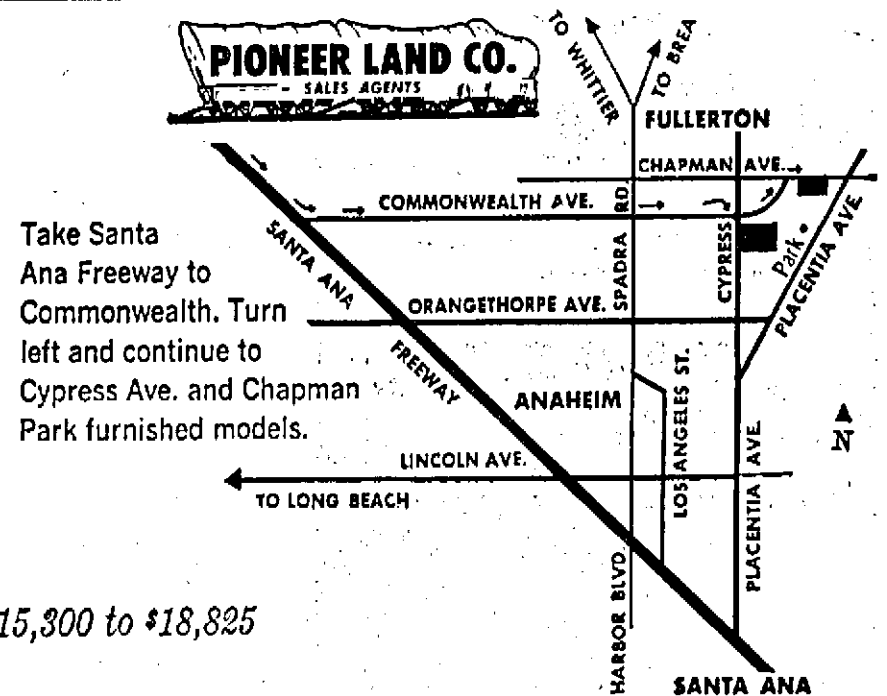 PIONEER LAND CO.
SALES AGENTS
TO WHITTIER
TO BREA
FULLERTON
CHAPMAN AVE.
COMMONWEALTH AVE.
SPADRA RD.
CYPRESS
Park
PLACENTIA AVE.
SANTA ANA
FREEWAY
ORANGETHORPE AVE.
Take Santa
Ana Freeway to
Commonwealth. Turn
left and continue to
Cypress Ave. and Chapman
Park furnished models.
ANAHEIM
LOS ANGELES ST.
PLACENTIA AVE.
N
LINCOLN AVE.
TO LONG BEACH
HARBOR BLVD.
15,300 to $18,825
SANTA ANA